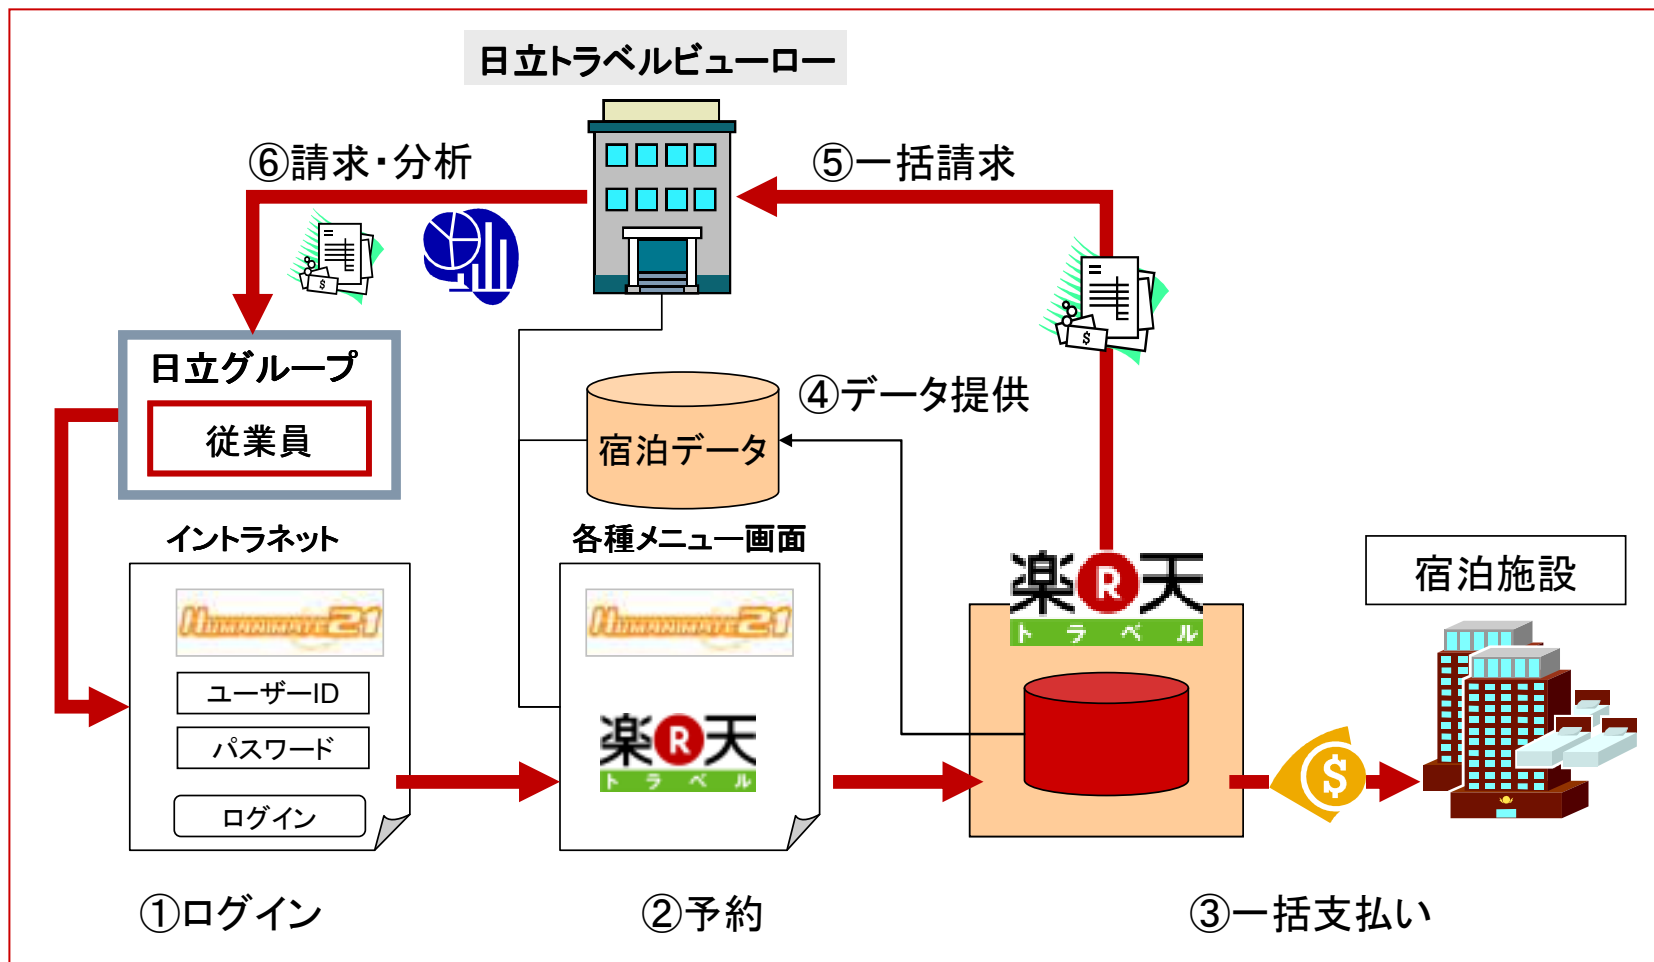 日立トラベルビューロー
⑥請求・分析
⑤一括請求
$
$
日立グループ
従業員
④データ提供
宿泊データ
イントラネット
各種メニュー画面
HUMANIMATE21
HUMANIMATE21
ユーザーID
パスワード
ログイン
楽R天
トラベル
楽R天
トラベル
宿泊施設
$
①ログイン
②予約
③一括支払い